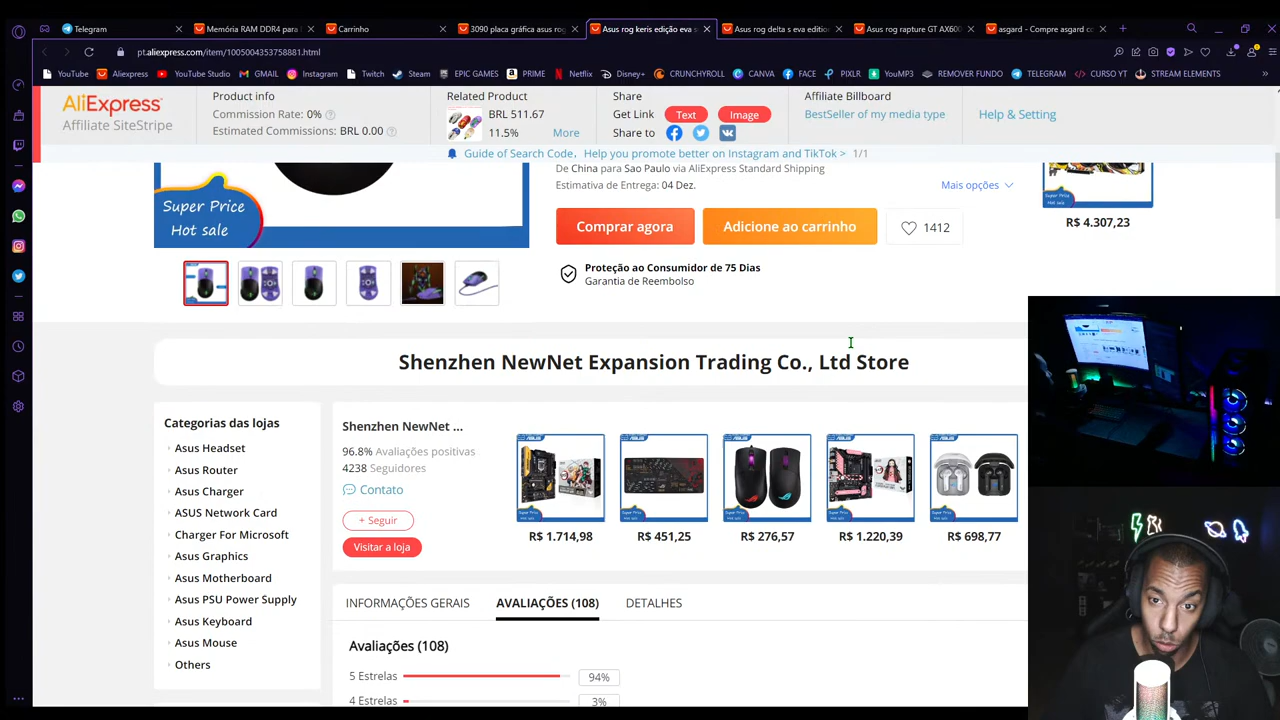 Telegram
Memória RAM DDR4 para
Carrinho
3090 placa gráfica asus rog
Asus rog keris edição eva s
Asus rog delta s eva edition
Asus rog rapture GT AX600
asgard - Compre asgard co
pt.aliexpress.com/item/1005004353758881.html
YouTube
Aliexpress
YouTube Studio
GMAIL
Instagram
Twitch
Steam
EPIC GAMES
PRIME
Netflix
Disney+
CRUNCHYROLL
CANVA
FACE
PIXLR
YouMP3
REMOVER FUNDO
TELEGRAM
CURSO YT
STREAM ELEMENTS
AliExpress
Affiliate SiteStripe
Product info
Commission Rate: 0%
Estimated Commissions: BRL 0.00
Related Product
BRL 511.67
11.5%
More
Share
Get Link
Text
Image
Share to
Affiliate Billboard
BestSeller of my media type
Help & Setting
Guide of Search Code, Help you promote better on Instagram and TikTok >
1/1
De China para Sao Paulo via AliExpress Standard Shipping
Estimativa de Entrega: 04 Dez.
Mais opções
Super Price
Hot sale
Comprar agora
Adicione ao carrinho
1412
R$ 4.307,23
Proteção ao Consumidor de 75 Dias
Garantia de Reembolso
Shenzhen NewNet Expansion Trading Co., Ltd Store
Categorias das lojas
Asus Headset
Asus Router
Asus Charger
ASUS Network Card
Charger For Microsoft
Asus Graphics
Asus Motherboard
Asus PSU Power Supply
Asus Keyboard
Asus Mouse
Others
Shenzhen NewNet ...
96.8% Avaliações positivas
4238 Seguidores
Contato
+ Seguir
Visitar a loja
R$ 1.714,98
R$ 451,25
R$ 276,57
R$ 1.220,39
R$ 698,77
INFORMAÇÕES GERAIS
AVALIAÇÕES (108)
DETALHES
Avaliações (108)
5 Estrelas
94%
4 Estrelas
3%